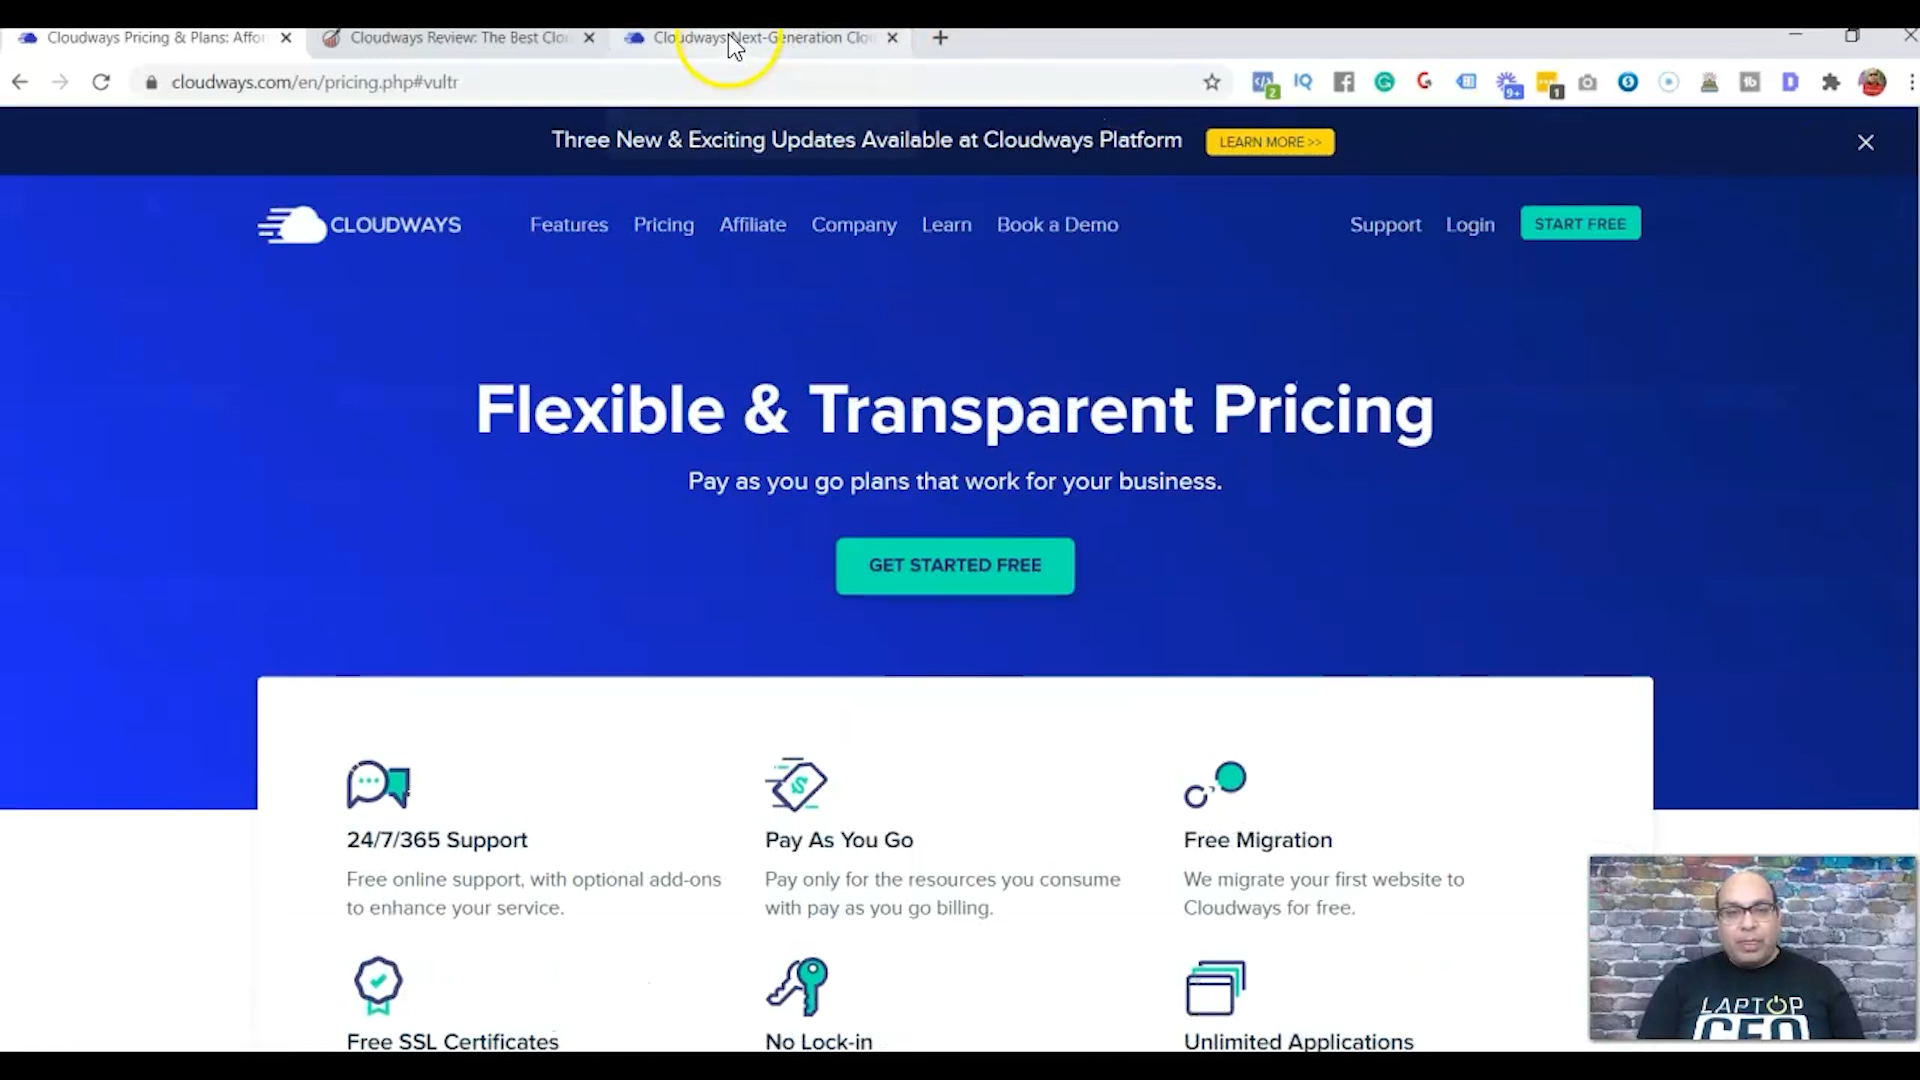 Cloudways Pricing & Plans: Affor
Cloudways Review: The Best Clo
Cloudways Next-Generation Clo
cloudways.com/en/pricing.php#vultr
Three New & Exciting Updates Available at Cloudways Platform
LEARN MORE >>
CLOUDWAYS
Features
Pricing
Affiliate
Company
Learn
Book a Demo
Support
Login
START FREE
Flexible & Transparent Pricing
Pay as you go plans that work for your business.
GET STARTED FREE
24/7/365 Support
Free online support, with optional add-ons
to enhance your service.
Pay As You Go
Pay only for the resources you consume
with pay as you go billing.
Free Migration
We migrate your first website to
Cloudways for free.
Free SSL Certificates
No Lock-in
Unlimited Applications
LAPTOP
CEO